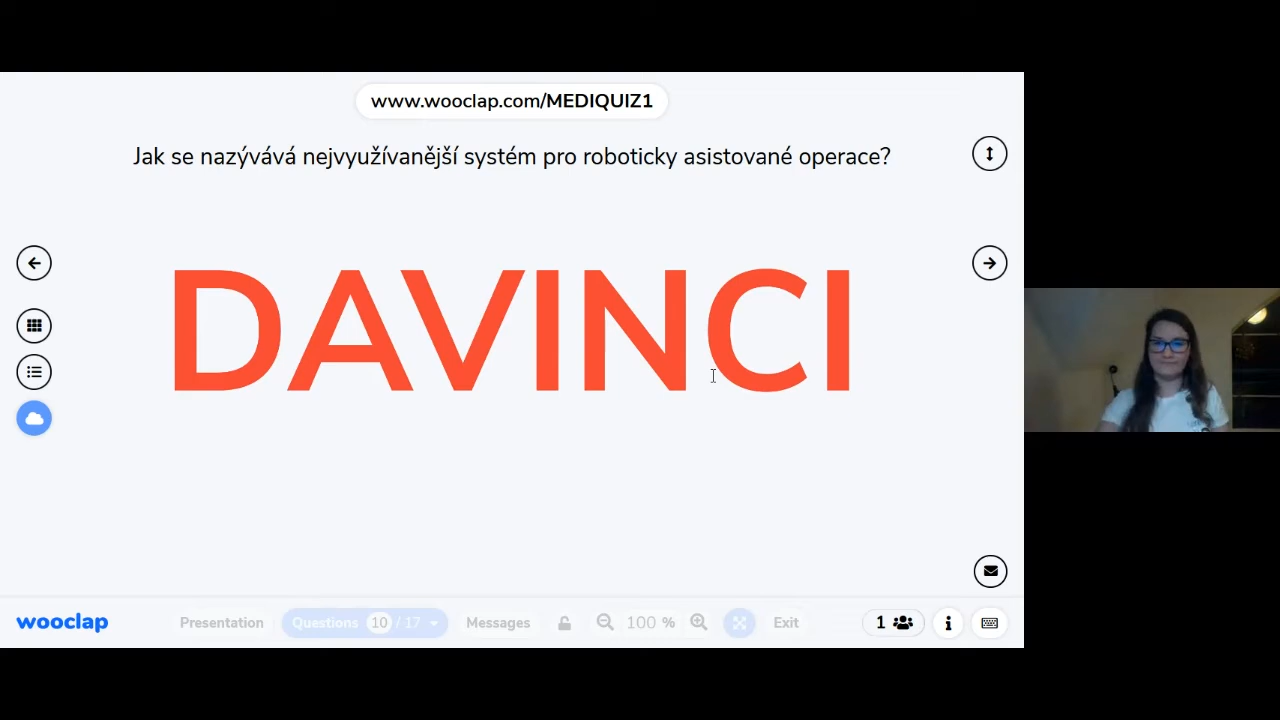 www.wooclap.com/MEDIQUIZ1
Jak se nazývává nejvyužívanější systém pro roboticky asistované operace?
DAVINCI
wooclap Presentation Questions 10 / 17 Messages 100 % Exit 1